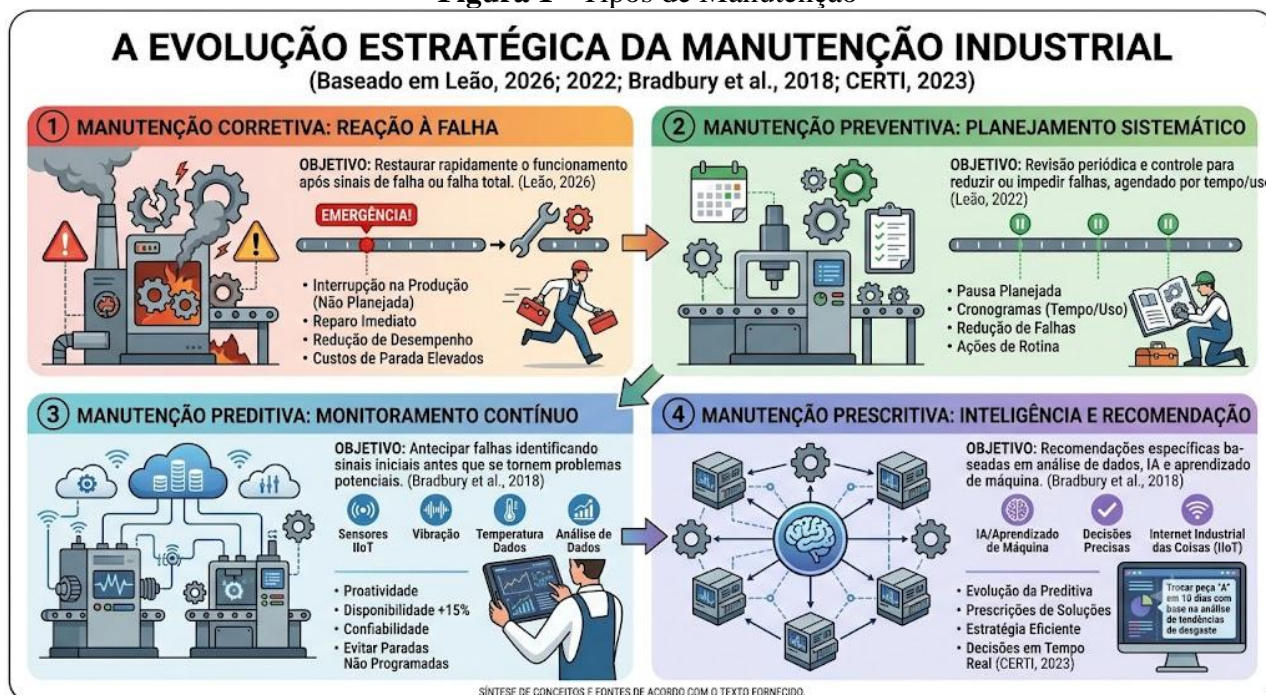 Figura 1 - Tipos de Manutenção
A EVOLUÇÃO ESTRATÉGICA DA MANUTENÇÃO INDUSTRIAL
(Baseado em Leão, 2026; 2022; Bradbury et al., 2018; CERTI, 2023)
1 MANUTENÇÃO CORRETIVA: REAÇÃO À FALHA
OBJETIVO: Restaurar rapidamente o funcionamento
após sinais de falha ou falha total. (Leão, 2026)
EMERGÊNCIA!
• Interrupção na Produção
(Não Planejada)
• Reparo Imediato
• Redução de Desempenho
• Custos de Parada Elevados
2 MANUTENÇÃO PREVENTIVA: PLANEJAMENTO SISTEMÁTICO
OBJETIVO: Revisão periódica e controle para
reduzir ou impedir falhas, agendado por tempo/uso
(Leão, 2022)
• Pausa Planejada
• Cronogramas (Tempo/Uso)
• Redução de Falhas
• Ações de Rotina
3 MANUTENÇÃO PREDITIVA: MONITORAMENTO CONTÍNUO
OBJETIVO: Antecipar falhas identificando
sinais iniciais antes que se tornem problemas
potenciais. (Bradbury et al., 2018)
Sensores
IIoT
Vibração
Temperatura
Dados
Análise de
Dados
• Proatividade
• Disponibilidade +15%
• Confiabilidade
• Evitar Paradas
Não Programadas
4 MANUTENÇÃO PRESCRITIVA: INTELIGÊNCIA E RECOMENDAÇÃO
OBJETIVO: Recomendações específicas ba-
seadas em análise de dados, IA e aprendizado
de máquina. (Bradbury et al., 2018)
IA/Aprendizado
de Máquina
Decisões
Precisas
Internet Industrial
das Coisas (IIoT)
• Evolução da Preditiva
• Prescrições de Soluções
• Estratégia Eficiente
• Decisões em Tempo
Real (CERTI, 2023)
Trocar peça "A"
em 10 dias com
base na análise
de tendências
de desgaste
SÍNTESE DE CONCEITOS E FONTES DE ACORDO COM O TEXTO FORNECIDO.